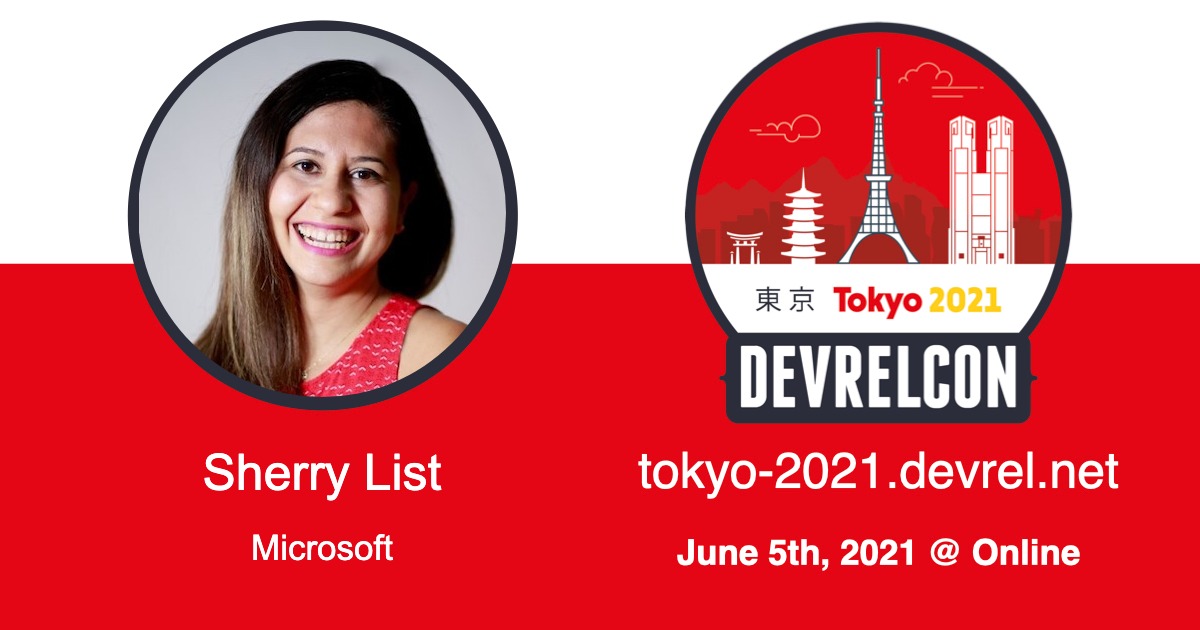 東京 Tokyo 2021
DEVRELCON
Sherry List
Microsoft
tokyo-2021.devrel.net
June 5th, 2021 @ Online